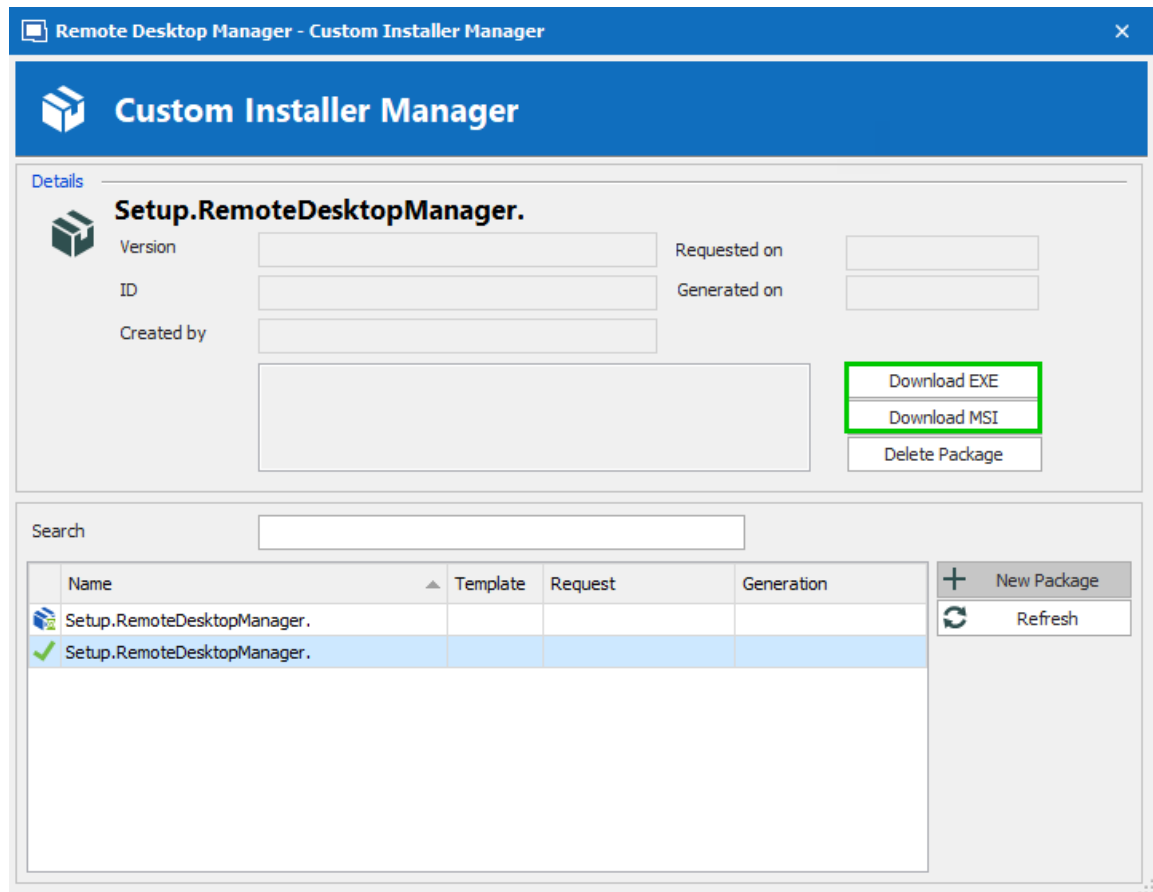 Remote Desktop Manager - Custom Installer Manager
Custom Installer Manager
Details
Setup.RemoteDesktopManager.
Version
Requested on
ID
Generated on
Created by
Download EXE
Download MSI
Delete Package
Search
Name Template Request Generation
New Package
Setup.RemoteDesktopManager.
Refresh
Setup.RemoteDesktopManager.